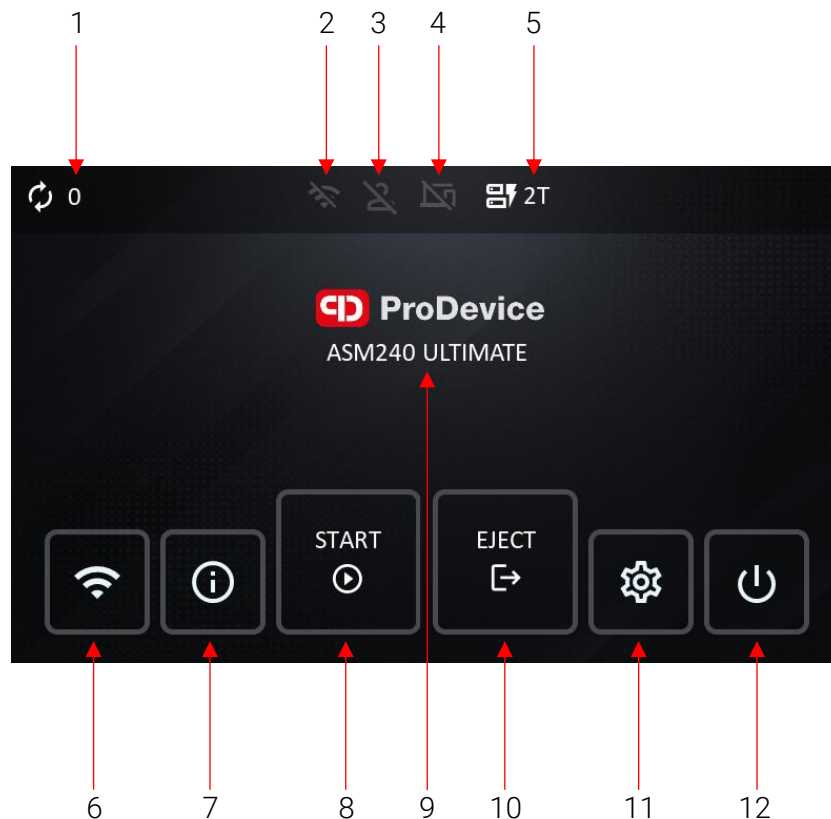 1 2 3 4 5
0 2T
ProDevice
ASM240 ULTIMATE
START EJECT
6 7 8 9 10 11 12